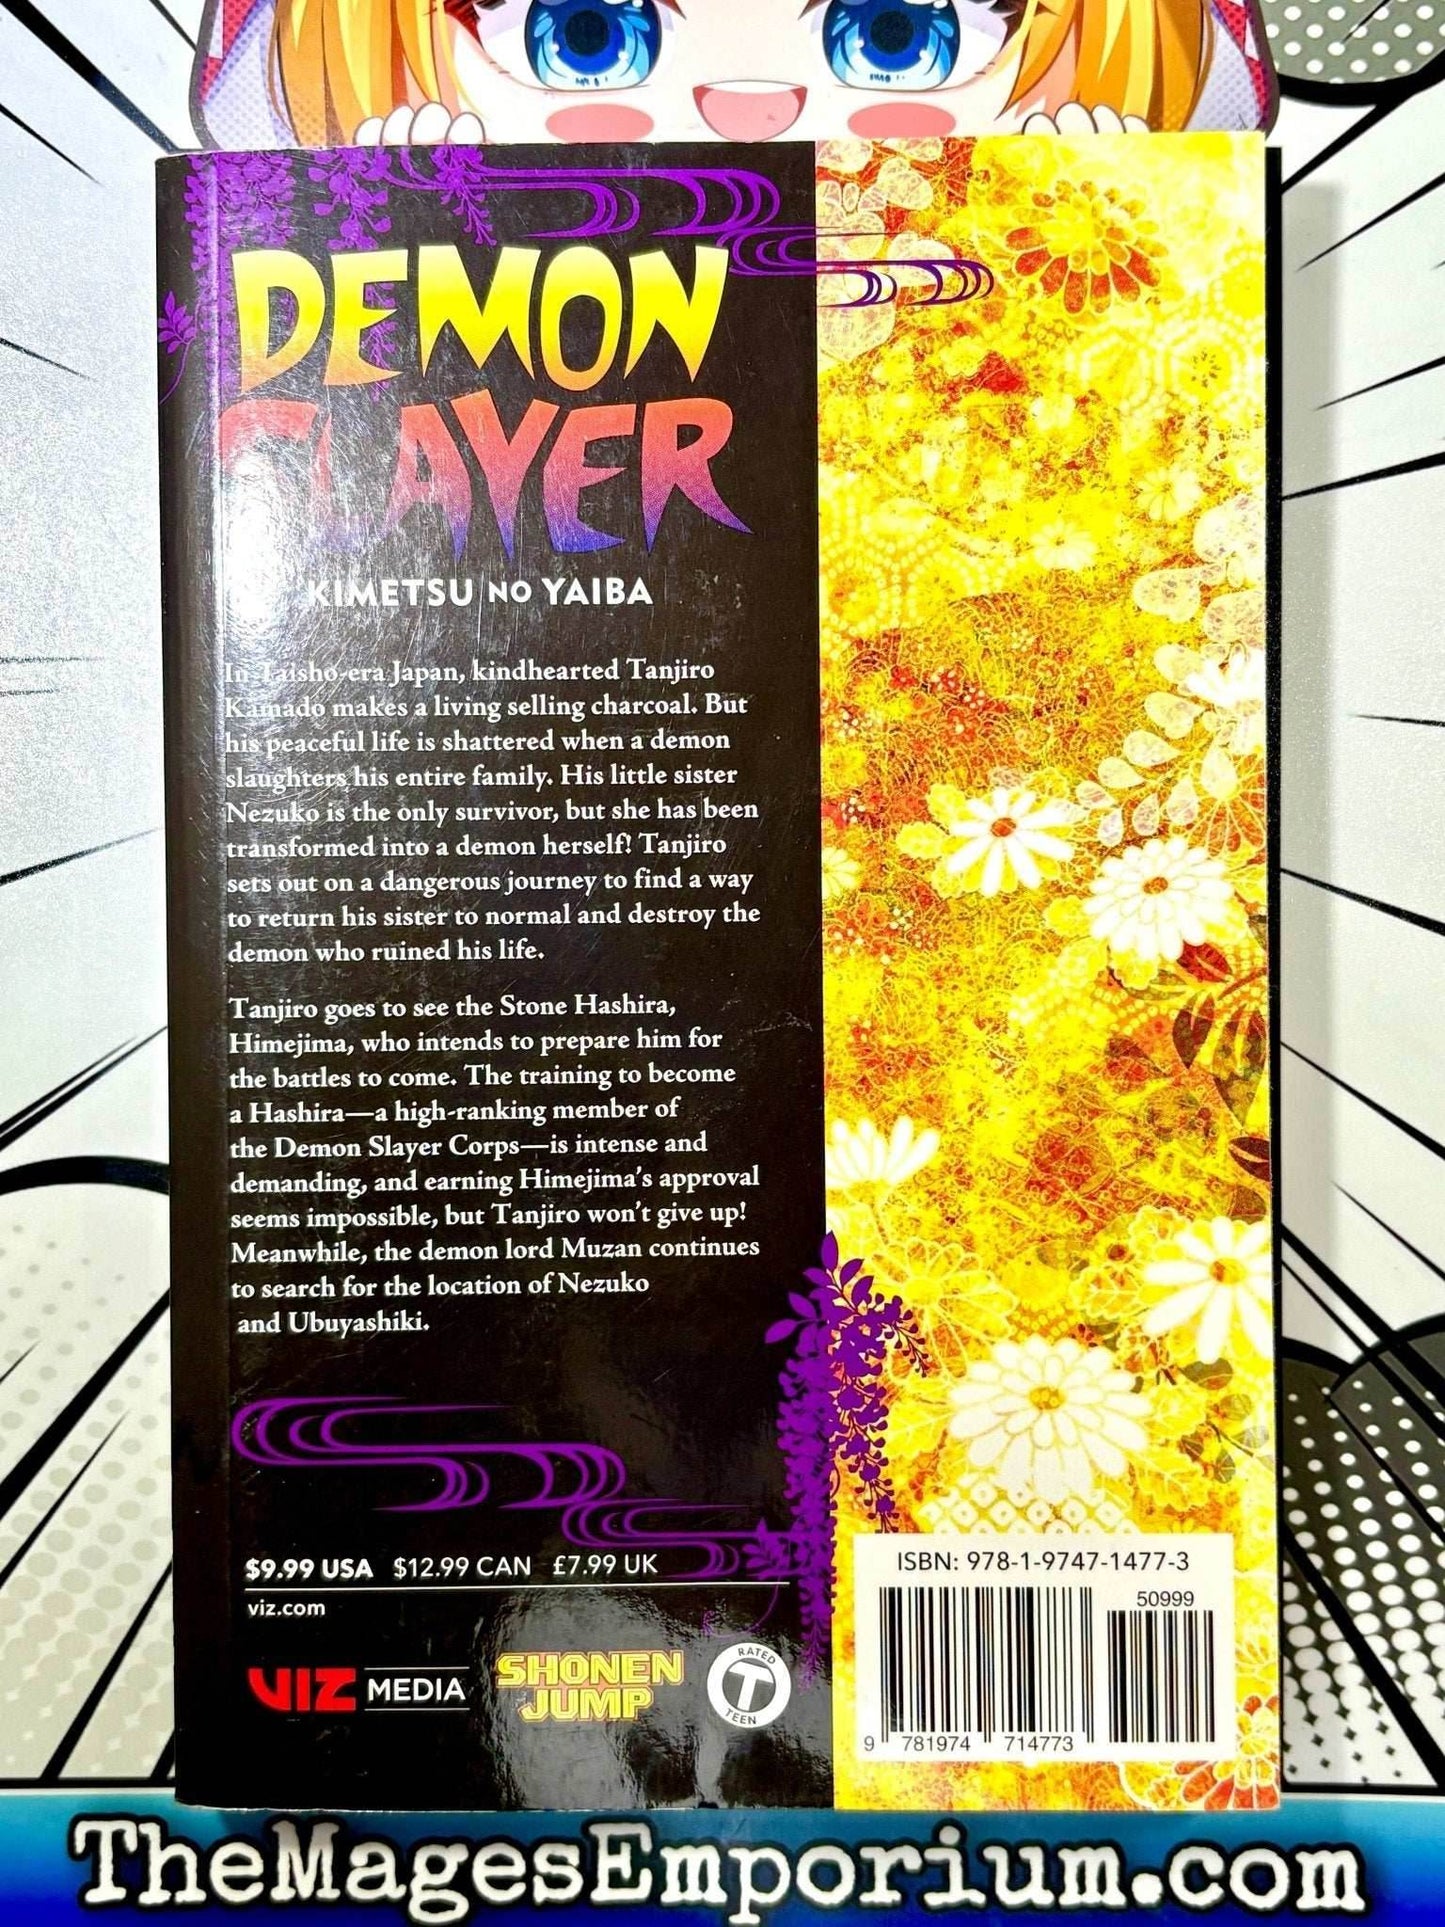 DEMON
SLAYER
KIMETSU NO YAIBA
In Taisho-era Japan, kindhearted Tanjiro
Kamado makes a living selling charcoal. But
his peaceful life is shattered when a demon
slaughters his entire family. His little sister
Nezuko is the only survivor, but she has been
transformed into a demon herself! Tanjiro
sets out on a dangerous journey to find a way
to return his sister to normal and destroy the
demon who ruined his life.
Tanjiro goes to see the Stone Hashira,
Himejima, who intends to prepare him for
the battles to come. The training to become
a Hashira—a high-ranking member of
the Demon Slayer Corps—is intense and
demanding, and earning Himejima's approval
seems impossible, but Tanjiro won't give up!
Meanwhile, the demon lord Muzan continues
to search for the location of Nezuko
and Ubuyashiki.
$9.99 USA $12.99 CAN £7.99 UK
viz.com
VIZ MEDIA
SHONEN
JUMP
RATED
T
TEEN
ISBN: 978-1-9747-1477-3
50999
9 781974 714773
TheMagesEmporium.com